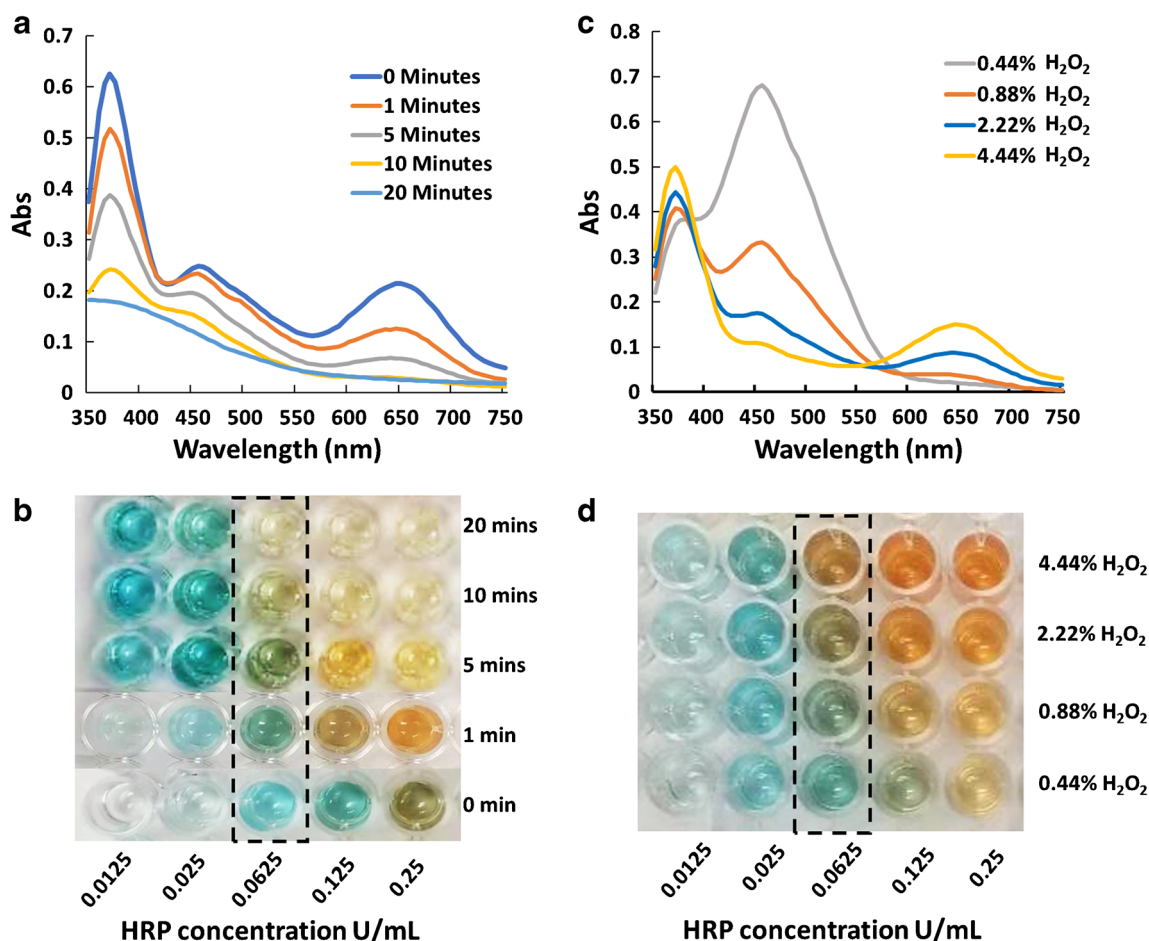 a
0.7
0.6
0.5
0.4
0.3
0.2
0.1
0
Abs
350 400 450 500 550 600 650 700 750
Wavelength (nm)
0 Minutes
1 Minutes
5 Minutes
10 Minutes
20 Minutes
c
0.8
0.7
0.6
0.5
0.4
0.3
0.2
0.1
0
Abs
350 400 450 500 550 600 650 700 750
Wavelength (nm)
0.44% H₂O₂
0.88% H₂O₂
2.22% H₂O₂
4.44% H₂O₂
b
20 mins
10 mins
5 mins
1 min
0 min
0.0125 0.025 0.0625 0.125 0.25
HRP concentration U/mL
d
4.44% H₂O₂
2.22% H₂O₂
0.88% H₂O₂
0.44% H₂O₂
0.0125 0.025 0.0625 0.125 0.25
HRP concentration U/mL